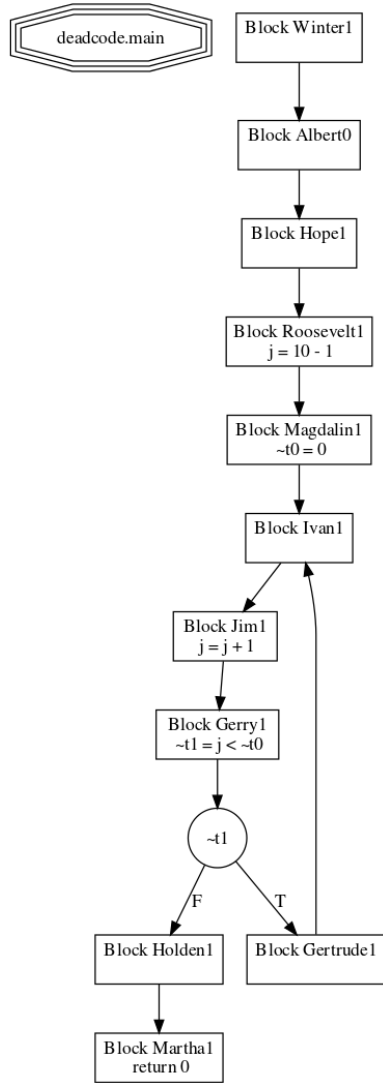 deadcode.main
Block Winter1
Block Albert0
Block Hope1
Block Roosevelt1
j = 10 - 1
Block Magdalin1
~t0 = 0
Block Ivan1
Block Jim1
j = j + 1
Block Gerry1
~t1 = j < ~t0
~t1
F
T
Block Holden1
Block Gertrude1
Block Martha1
return 0